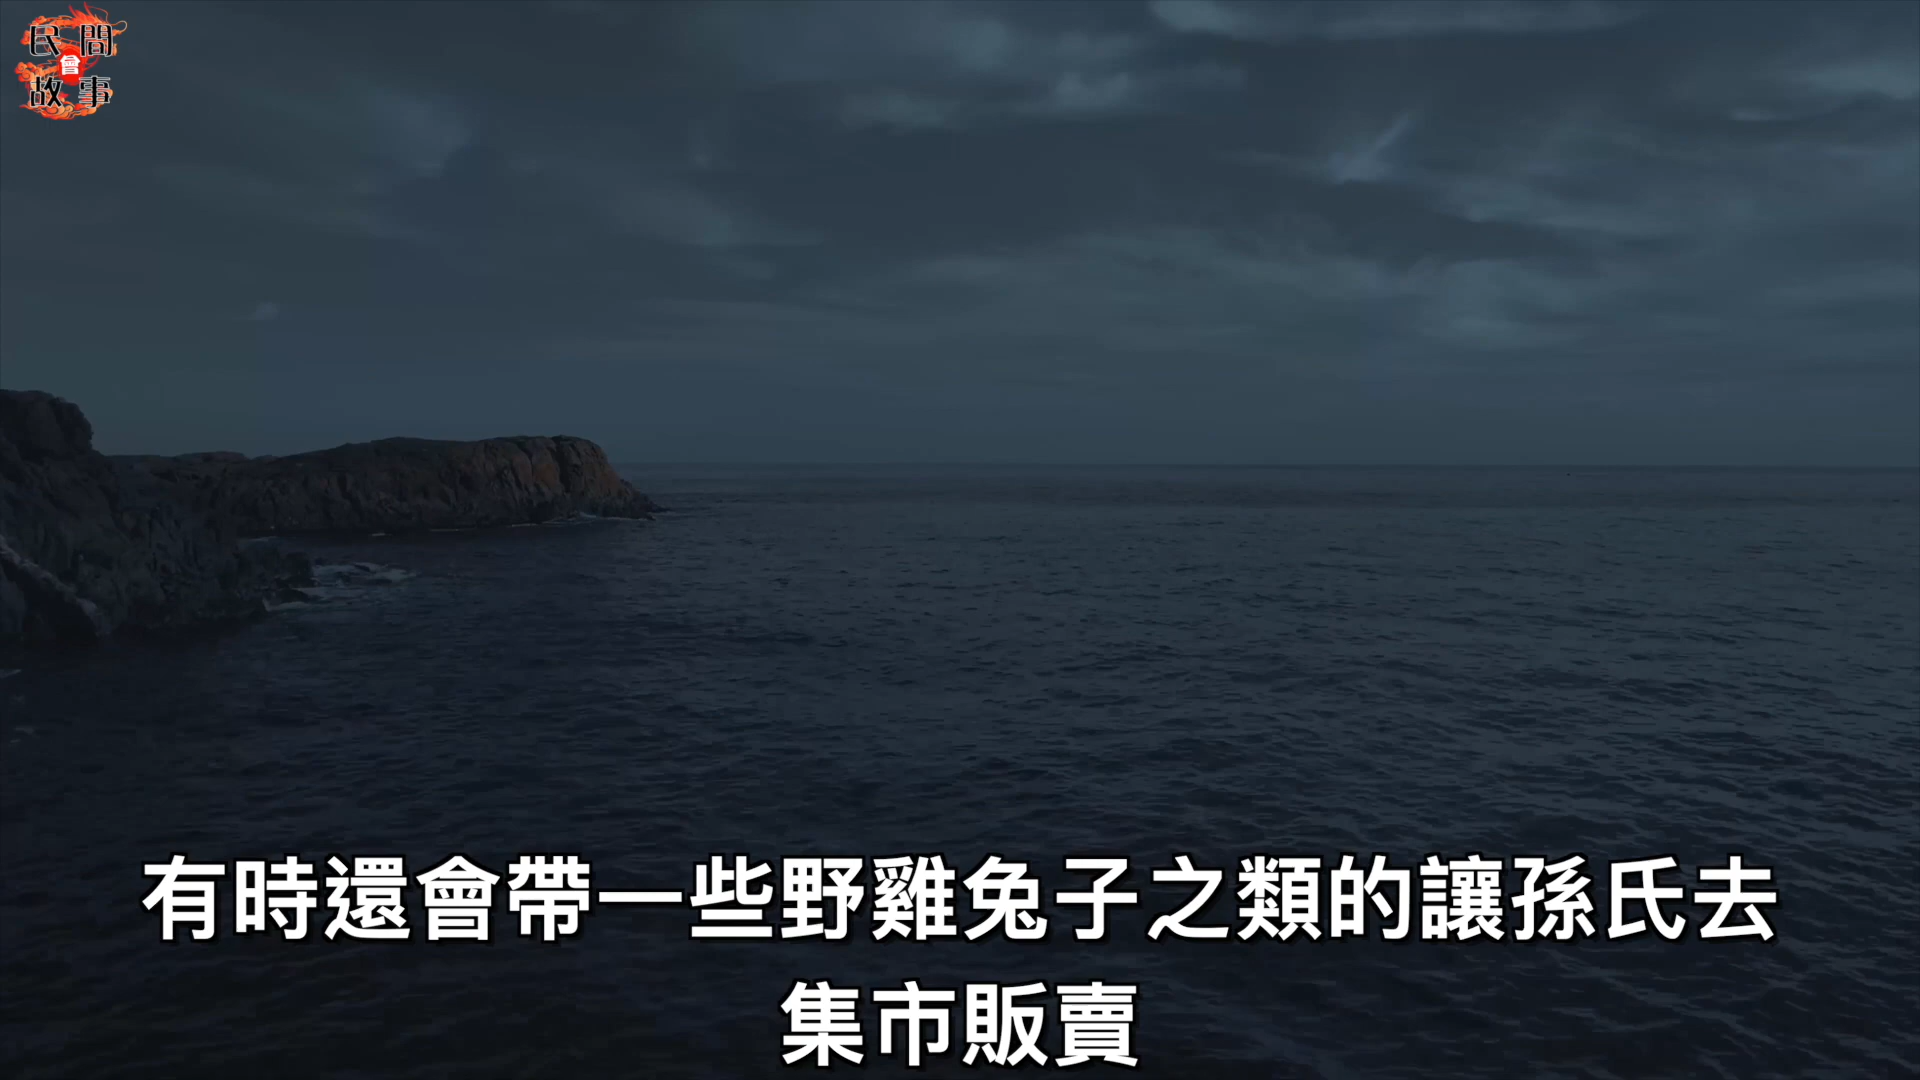 民間
會
故事
有時還會帶一些野雞兔子之類的讓孫氏去
集市販賣